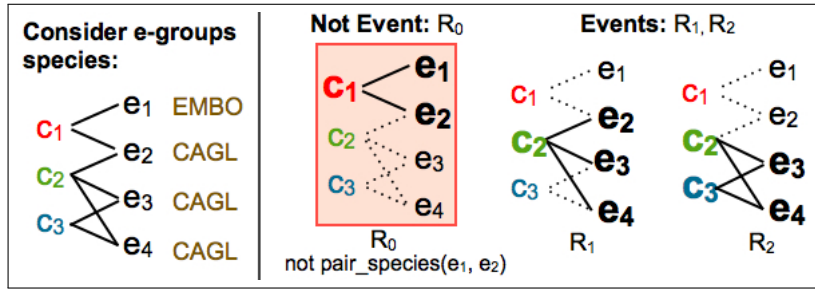 Consider e-groups
species:
c1
c2
c3
e1 EMBO
e2 CAGL
e3 CAGL
e4 CAGL
Not Event: R0
c1
c2
c3
e1
e2
e3
e4
R0
not pair_species(e1, e2)
Events: R1, R2
c1
c2
c3
e1
e2
e3
e4
R1
c1
c2
c3
e1
e2
e3
e4
R2